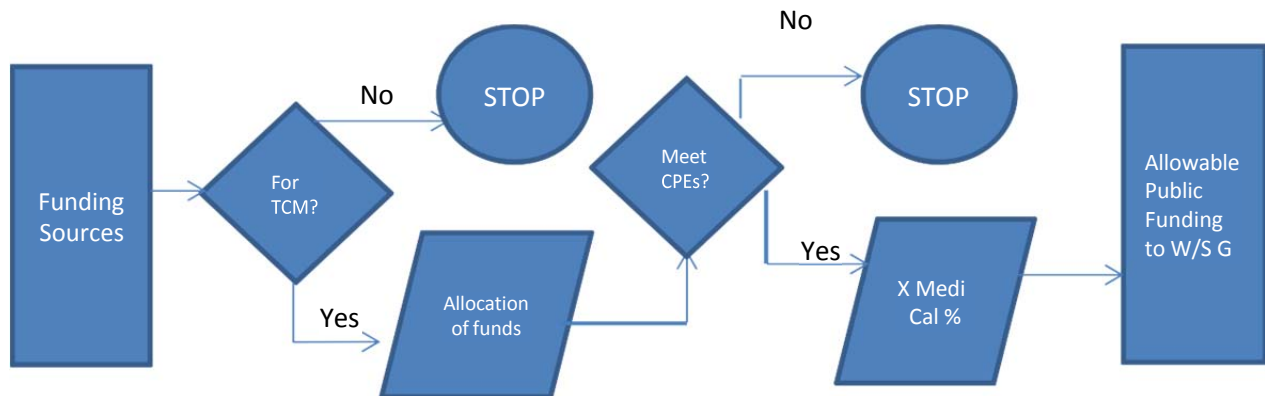 Funding
Sources
For
TCM?
No
STOP
Yes
Allocation
of funds
Meet
CPEs?
No
STOP
Yes
X Medi
Cal %
Allowable
Public
Funding
to W/S G